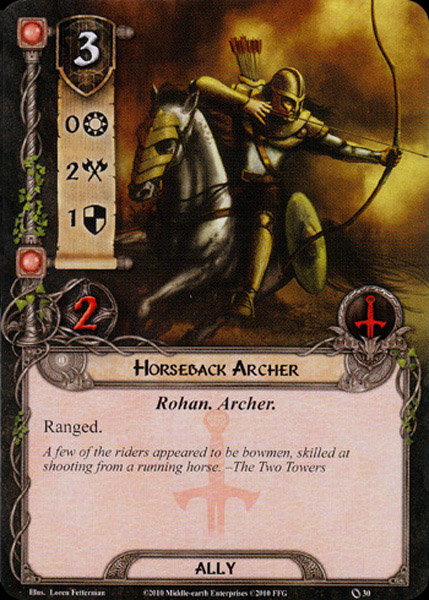 3
0
2
1
2
Horseback Archer
Rohan. Archer.
Ranged.
A few of the riders appeared to be bowmen, skilled at
shooting from a running horse. –The Two Towers
ALLY
Illus. Loren Fetterman
©2010 Middle-earth Enterprises ©2010 FFG
30